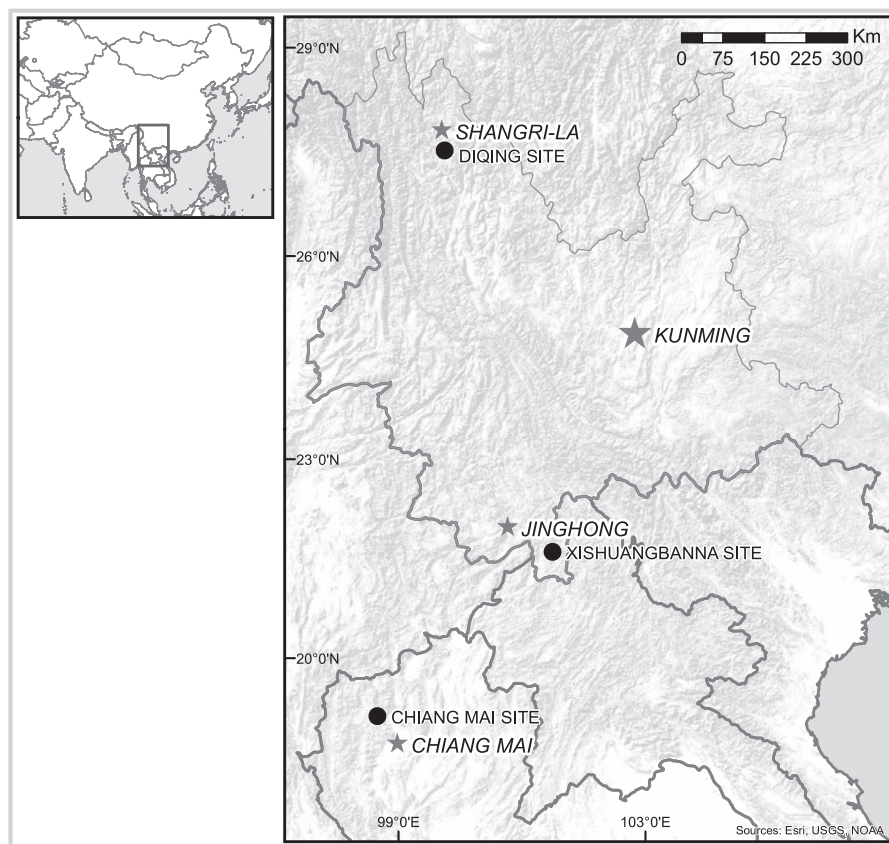 Km
0 75 150 225 300
29°0'N
SHANGRI-LA
DIQING SITE
26°0'N
KUNMING
23°0'N
JINGHONG
XISHUANGBANNA SITE
20°0'N
CHIANG MAI SITE
CHIANG MAI
99°0'E
103°0'E
Sources: Esri, USGS, NOAA